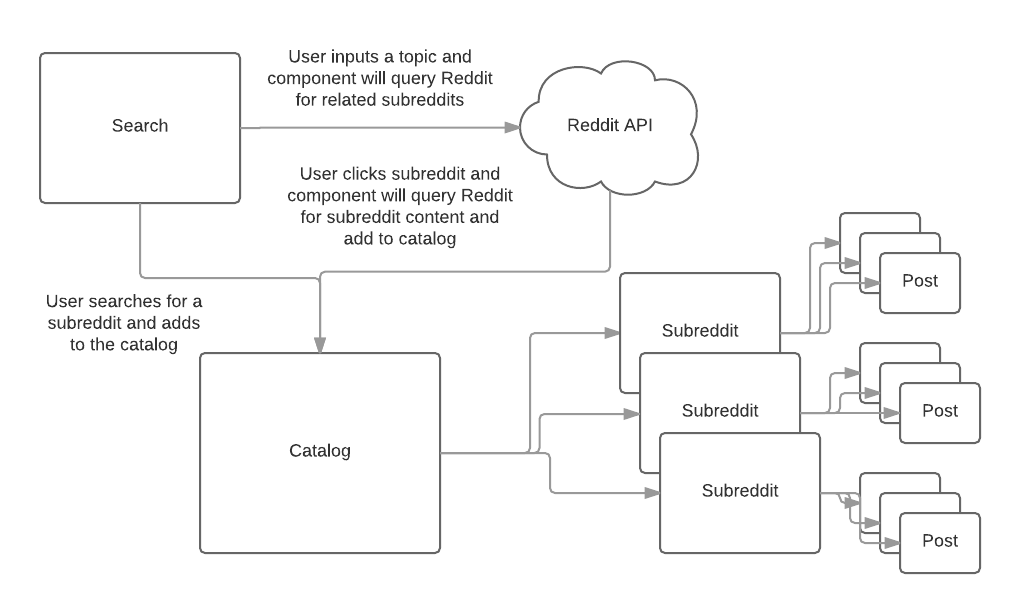 User inputs a topic and
component will query Reddit
for related subreddits
Search
Reddit API
User clicks subreddit and
component will query Reddit
for subreddit content and
add to catalog
User searches for a
subreddit and adds
to the catalog
Post
Subreddit
Subreddit
Post
Catalog
Subreddit
Post